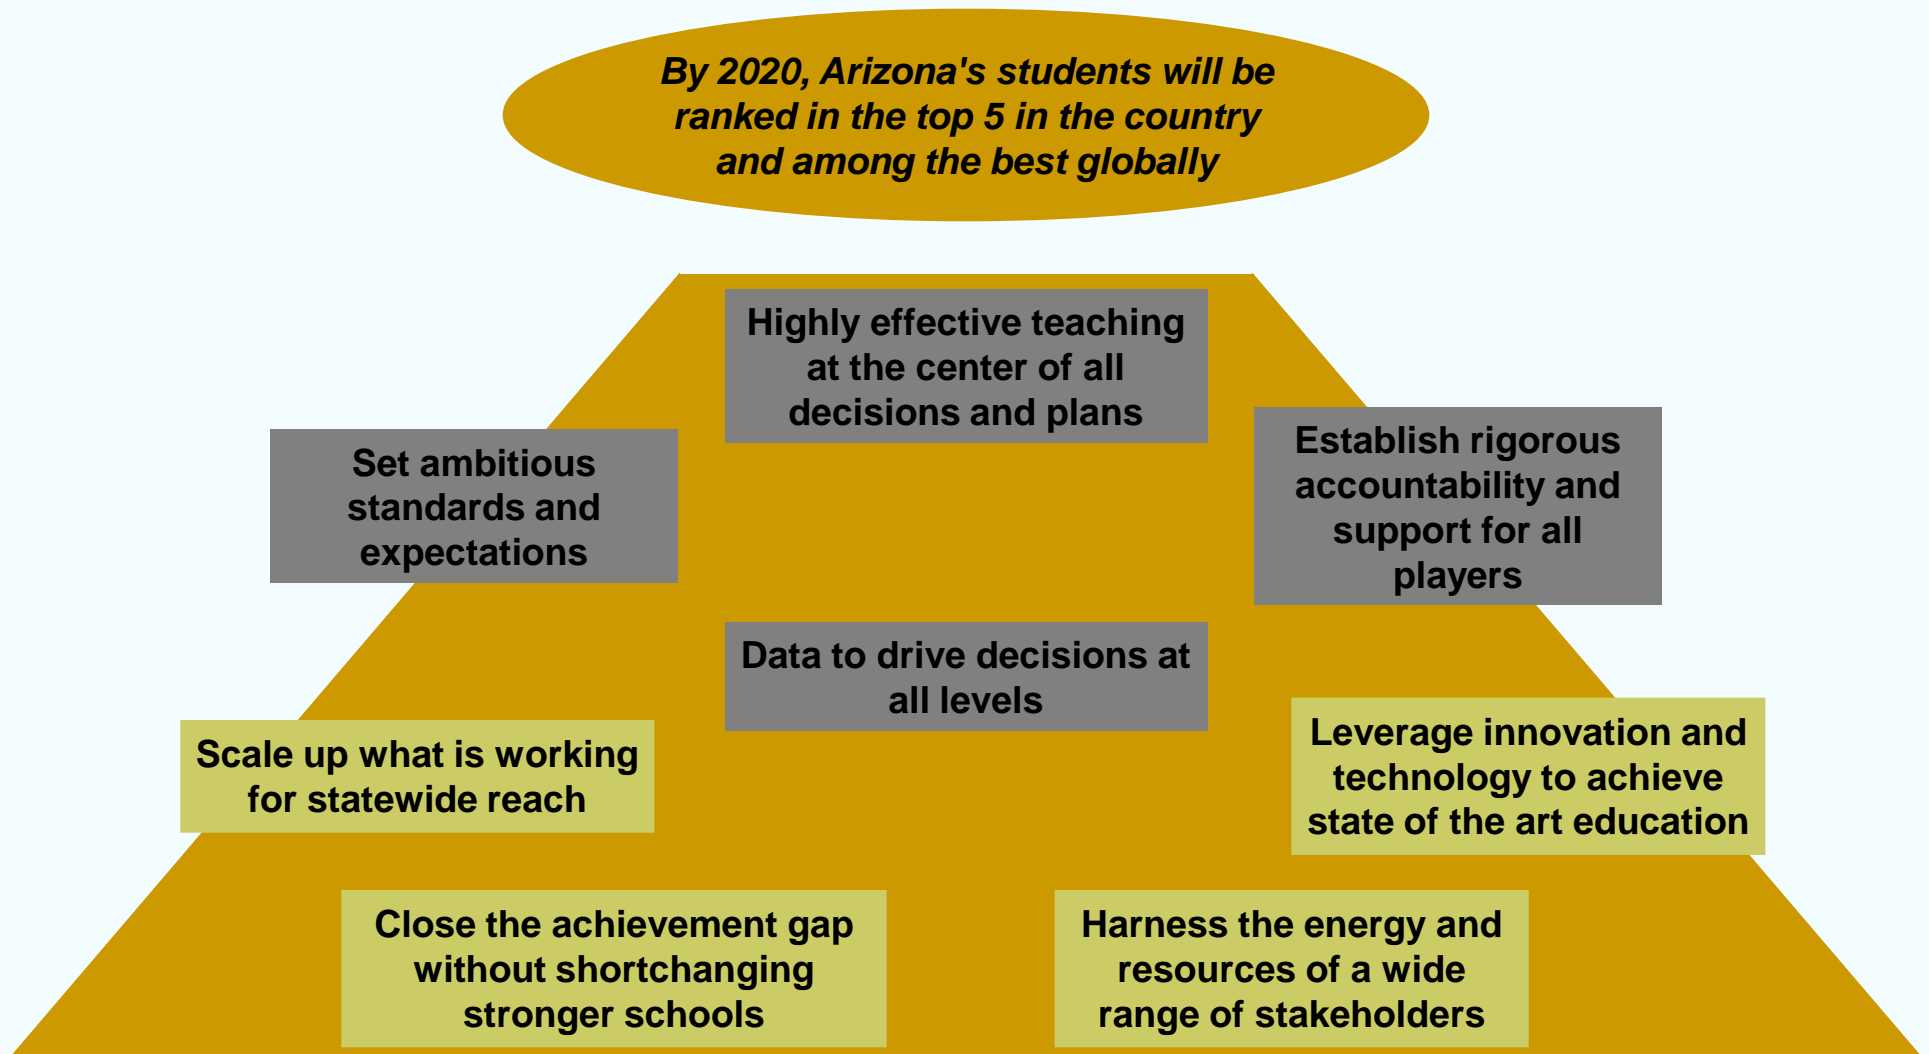 By 2020, Arizona's students will be
ranked in the top 5 in the country
and among the best globally
Highly effective teaching
at the center of all
decisions and plans
Set ambitious
standards and
expectations
Establish rigorous
accountability and
support for all
players
Data to drive decisions at
all levels
Scale up what is working
for statewide reach
Leverage innovation and
technology to achieve
state of the art education
Close the achievement gap
without shortchanging
stronger schools
Harness the energy and
resources of a wide
range of stakeholders